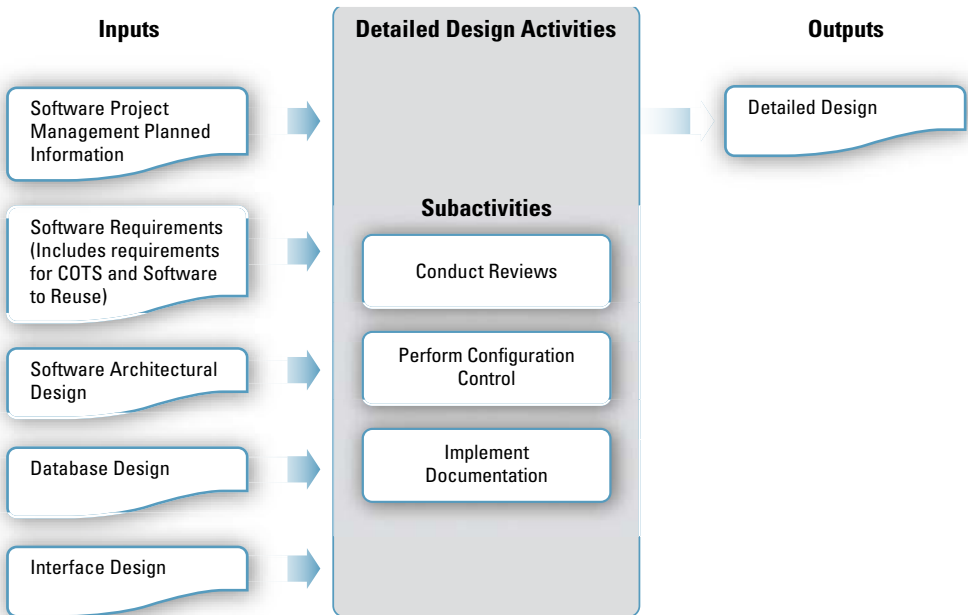 Inputs
Software Project
Management Planned
Information
Software Requirements
(Includes requirements
for COTS and Software
to Reuse)
Software Architectural
Design
Database Design
Interface Design
Detailed Design Activities
Subactivities
Conduct Reviews
Perform Configuration
Control
Implement
Documentation
Outputs
Detailed Design